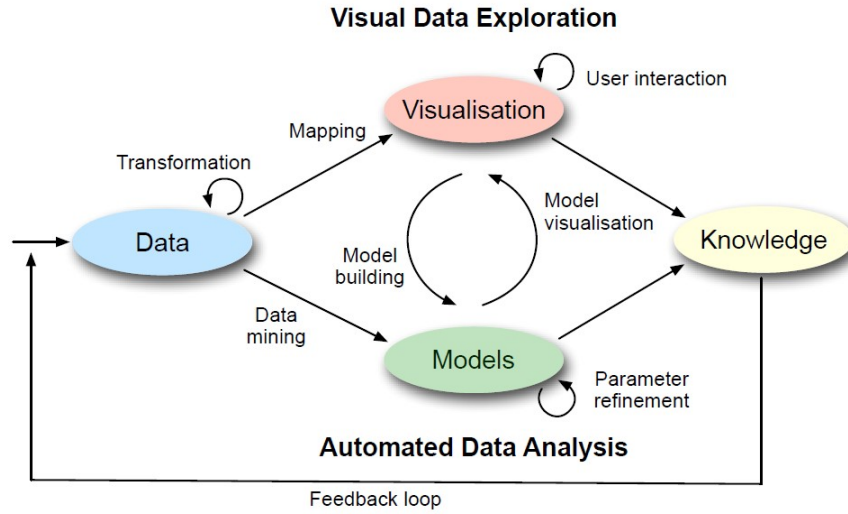 Visual Data Exploration
User interaction
Visualisation
Mapping
Transformation
Model
visualisation
Data
Knowledge
Model
building
Data
mining
Models
Parameter
refinement
Automated Data Analysis
Feedback loop